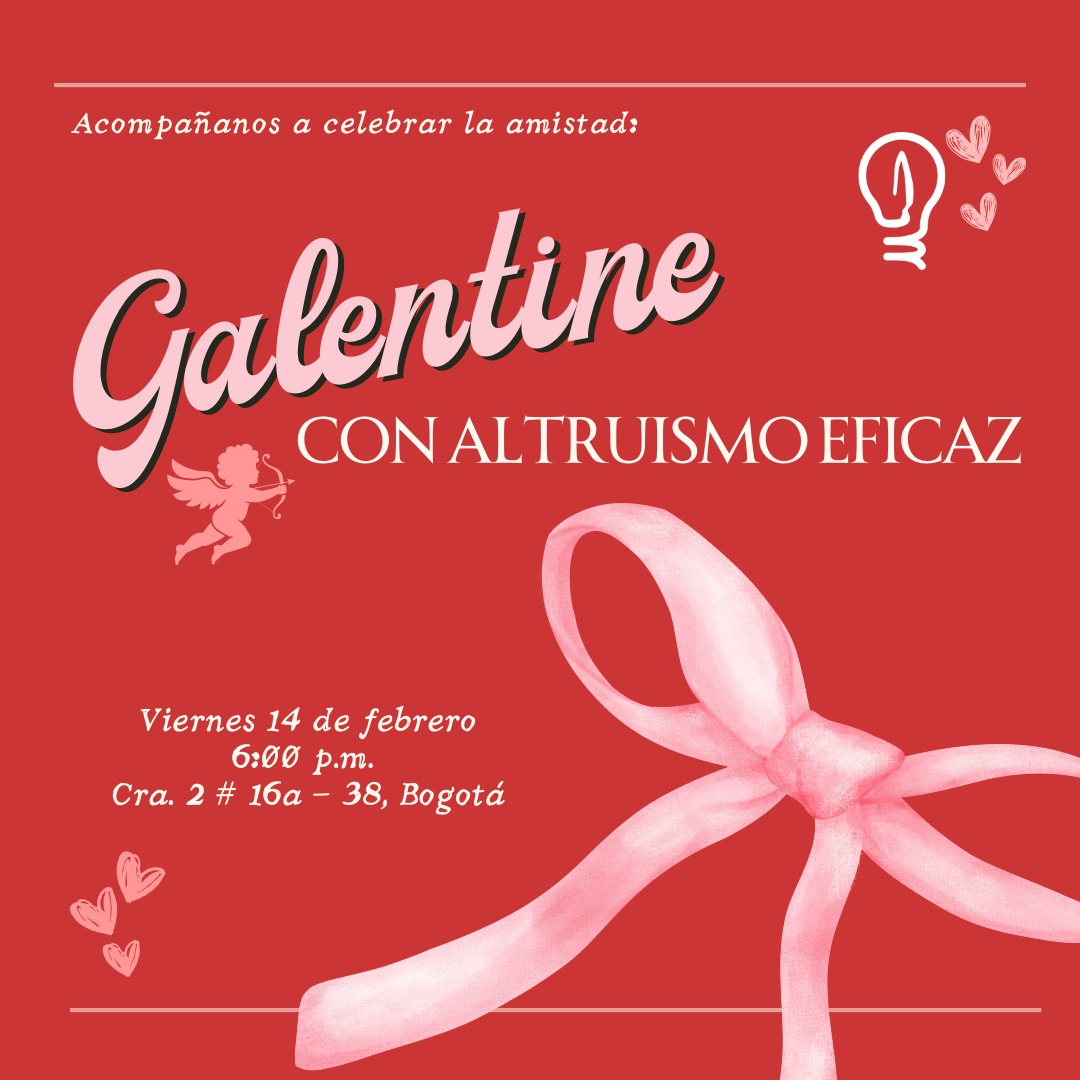 Acompañanos a celebrar la amistad:
Galentine
CON ALTRUISMO EFICAZ
Viernes 14 de febrero
6:00 p.m.
Cra. 2 # 16a - 38, Bogotá